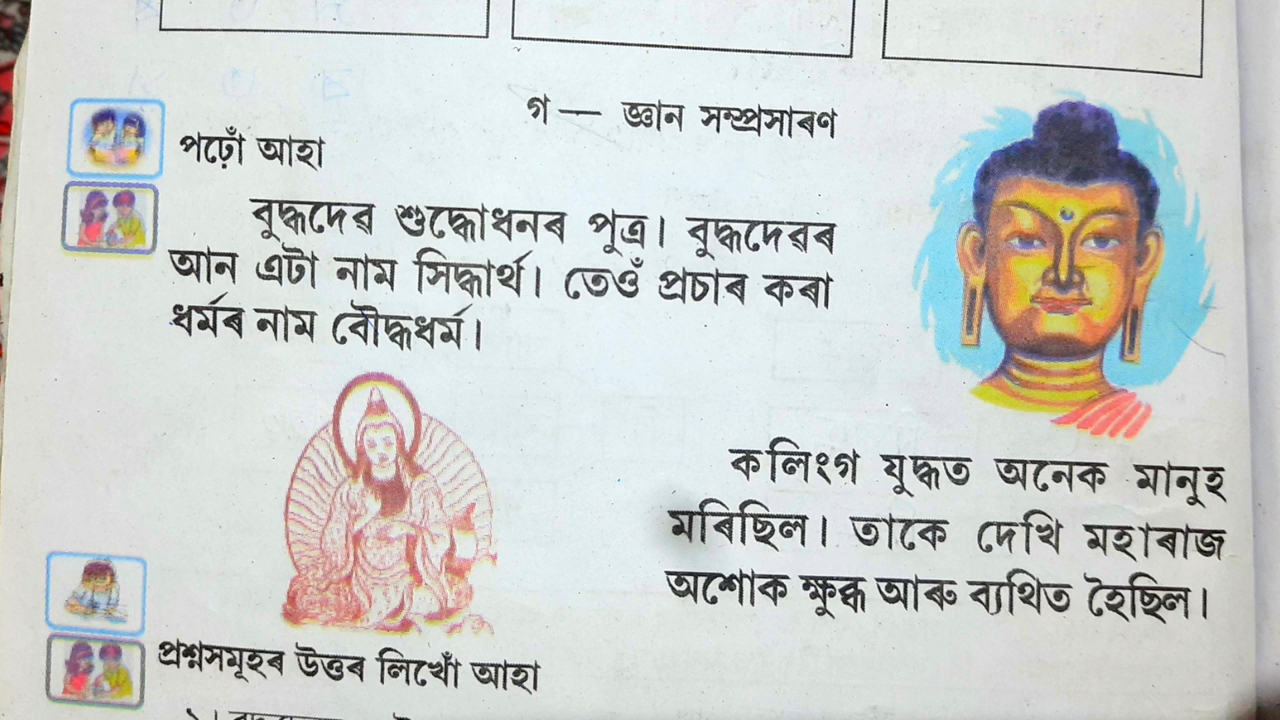 গ — জ্ঞান সম্প্ৰসাৰণ
পঢ়োঁ আহা
বুদ্ধদেৱ শুদ্ধোধনৰ পুত্ৰ। বুদ্ধদেৱৰ
আন এটা নাম সিদ্ধাৰ্থ। তেওঁ প্ৰচাৰ কৰা
ধৰ্মৰ নাম বৌদ্ধধৰ্ম।
কলিংগ যুদ্ধত অনেক মানুহ
মৰিছিল। তাকে দেখি মহাৰাজ
অশোক ক্ষুব্ধ আৰু ব্যথিত হৈছিল।
প্ৰশ্নসমূহৰ উত্তৰ লিখোঁ আহা